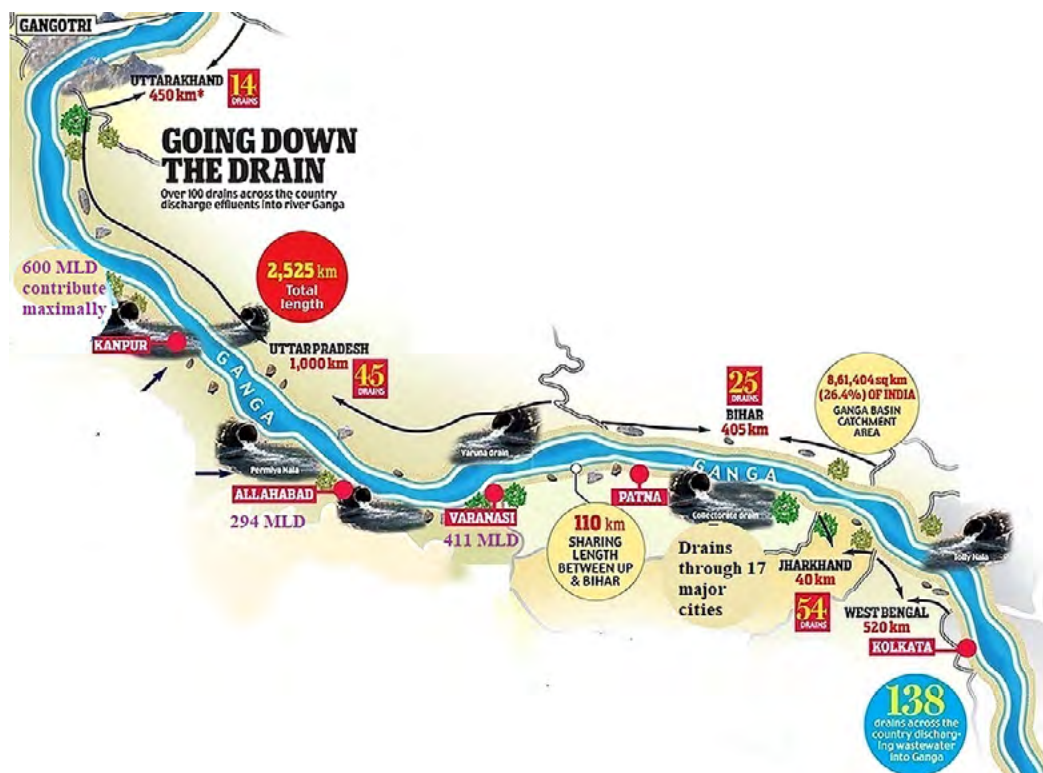 GANGOTRI
UTTARAKHAND
450 km*
14
DRAINS
GOING DOWN
THE DRAIN
Over 100 drains across the country
discharge effluents into river Ganga
600 MLD
contribute
maximally
2,525 km
Total
length
KANPUR
GANGA
UTTAR PRADESH
1,000 km
45
DRAINS
25
DRAINS
BIHAR
405 km
8,61,404 sq km
(26.4%) OF INDIA
GANGA BASIN
CATCHMENT
AREA
Permiya Nala
Varuna drain
ALLAHABAD
294 MLD
VARANASI
411 MLD
110 km
SHARING
LENGTH
BETWEEN UP
& BIHAR
PATNA
GANGA
Collectorate drain
Drains
through 17
major
cities
JHARKHAND
40 km
54
DRAINS
Tolly Nala
WEST BENGAL
520 km
KOLKATA
138
drains across the
country discharg-
ing wastewater
into Ganga